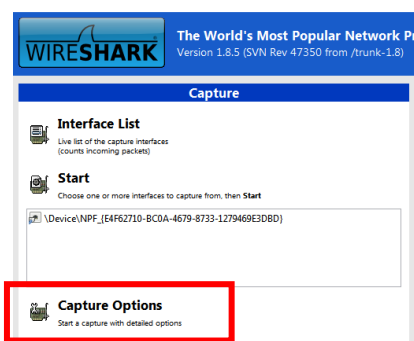 WIRESHARK
The World's Most Popular Network
Version 1.8.5 (SVN Rev 47350 from /trunk-1.8)
Capture
Interface List
Live list of the capture interfaces
(counts incoming packets)
Start
Choose one or more interfaces to capture from, then Start
\Device\NPF_{E4F62710-BC0A-4679-8733-1279469E3DBD}
Capture Options
Start a capture with detailed options